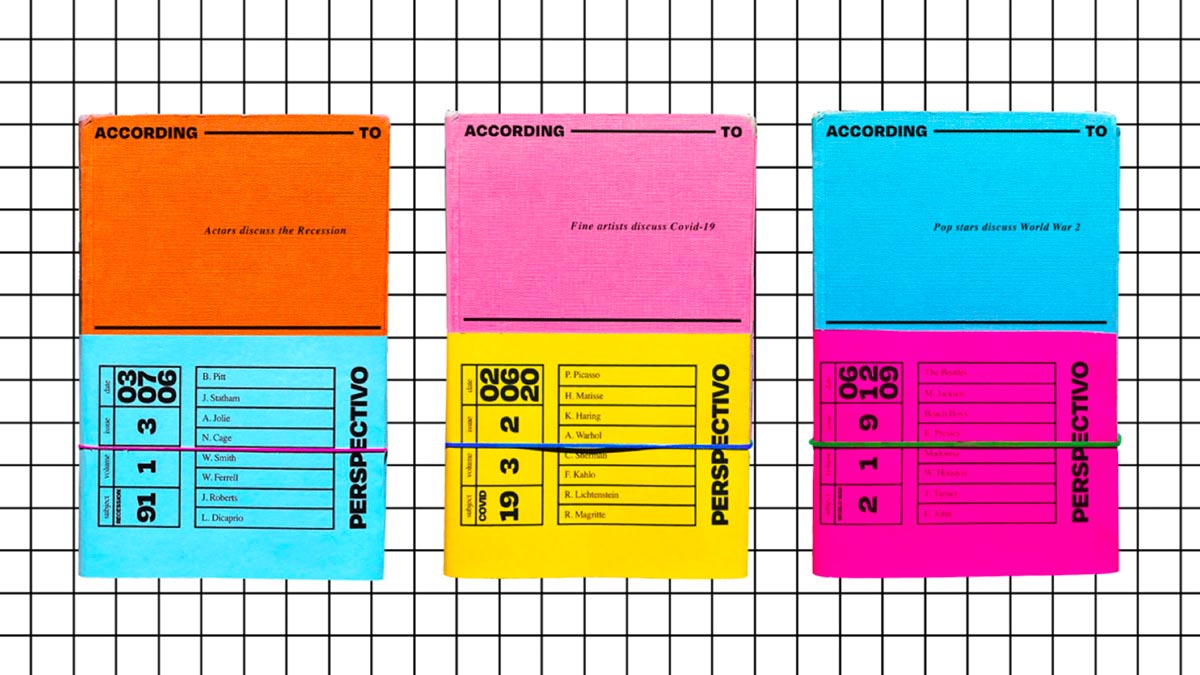 ACCORDING TO
Actors discuss the Recession
date
03
07
06
issue
3
volume
1
subject
RECESSION
91
B. Pitt
J. Statham
A. Jolie
N. Cage
W. Smith
W. Ferrell
J. Roberts
L. Dicaprio
PERSPECTIVO
ACCORDING TO
Fine artists discuss Covid-19
date
02
06
20
issue
2
volume
3
subject
COVID
19
P. Picasso
H. Matisse
K. Haring
A. Warhol
C. Sherman
F. Kahlo
R. Lichtenstein
R. Magritte
PERSPECTIVO
ACCORDING TO
Pop stars discuss World War 2
date
06
12
09
9
volume
1
subject
2
The Beatles
M. Jackson
Beach Boys
Madonna
W. Houston
T. Turner
E. John
PERSPECTIVO